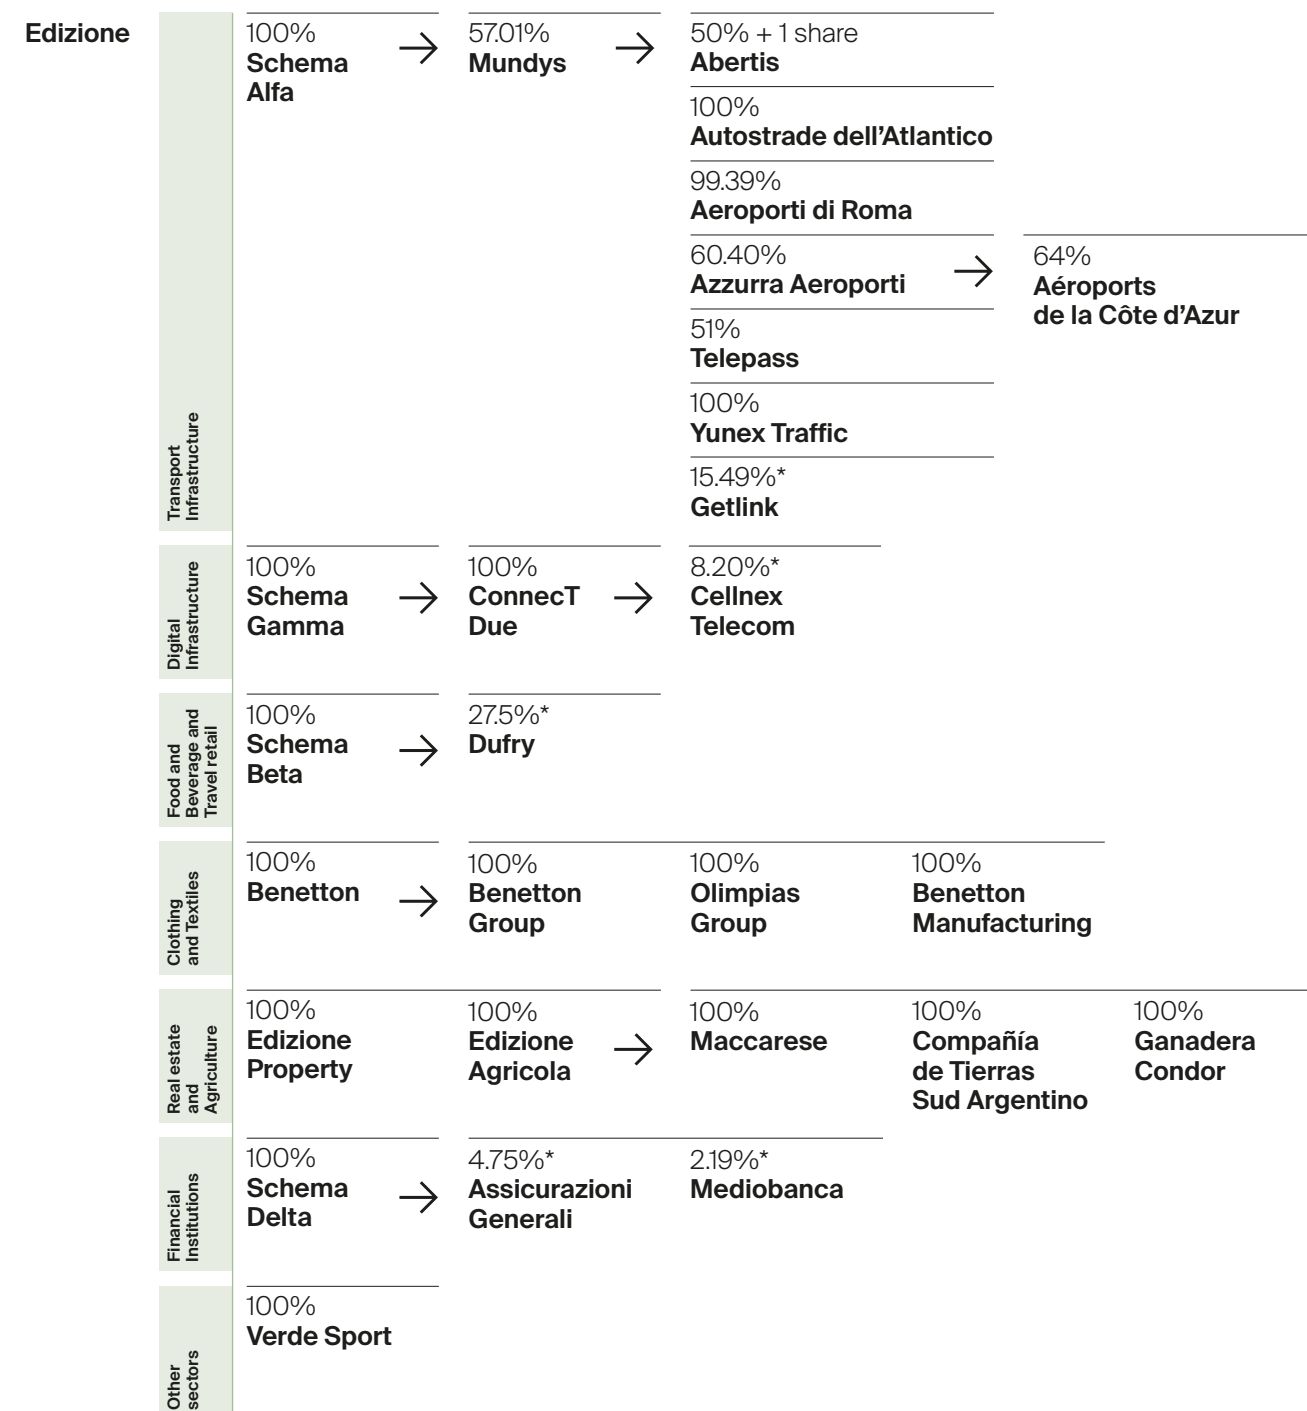 Edizione
Transport
Infrastructure
100%
Schema
Alfa
57.01%
Mundys
50% + 1 share
Abertis
100%
Autostrade dell’Atlantico
99.39%
Aeroporti di Roma
60.40%
Azzurra Aeroporti
64%
Aéroports
de la Côte d’Azur
51%
Telepass
100%
Yunex Traffic
15.49%*
Getlink
Digital
Infrastructure
100%
Schema
Gamma
100%
ConnecT
Due
8.20%*
Cellnex
Telecom
Food and
Beverage and
Travel retail
100%
Schema
Beta
27.5%*
Dufry
Clothing
and Textiles
100%
Benetton
100%
Benetton
Group
100%
Olimpias
Group
100%
Benetton
Manufacturing
Real estate
and
Agriculture
100%
Edizione
Property
100%
Edizione
Agricola
100%
Maccarese
100%
Compañía
de Tierras
Sud Argentino
100%
Ganadera
Condor
Financial
Institutions
100%
Schema
Delta
4.75%*
Assicurazioni
Generali
2.19%*
Mediobanca
Other
sectors
100%
Verde Sport